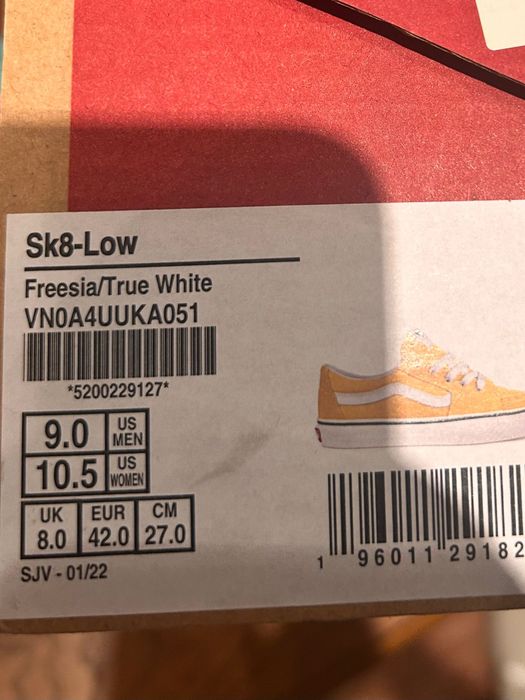 Sk8-Low
Freesia/True White
VN0A4UUKA051
*5200229127*
9.0 US MEN
10.5 US WOMEN
UK 8.0 EUR 42.0 CM 27.0
SJV - 01/22
1 96011 29182